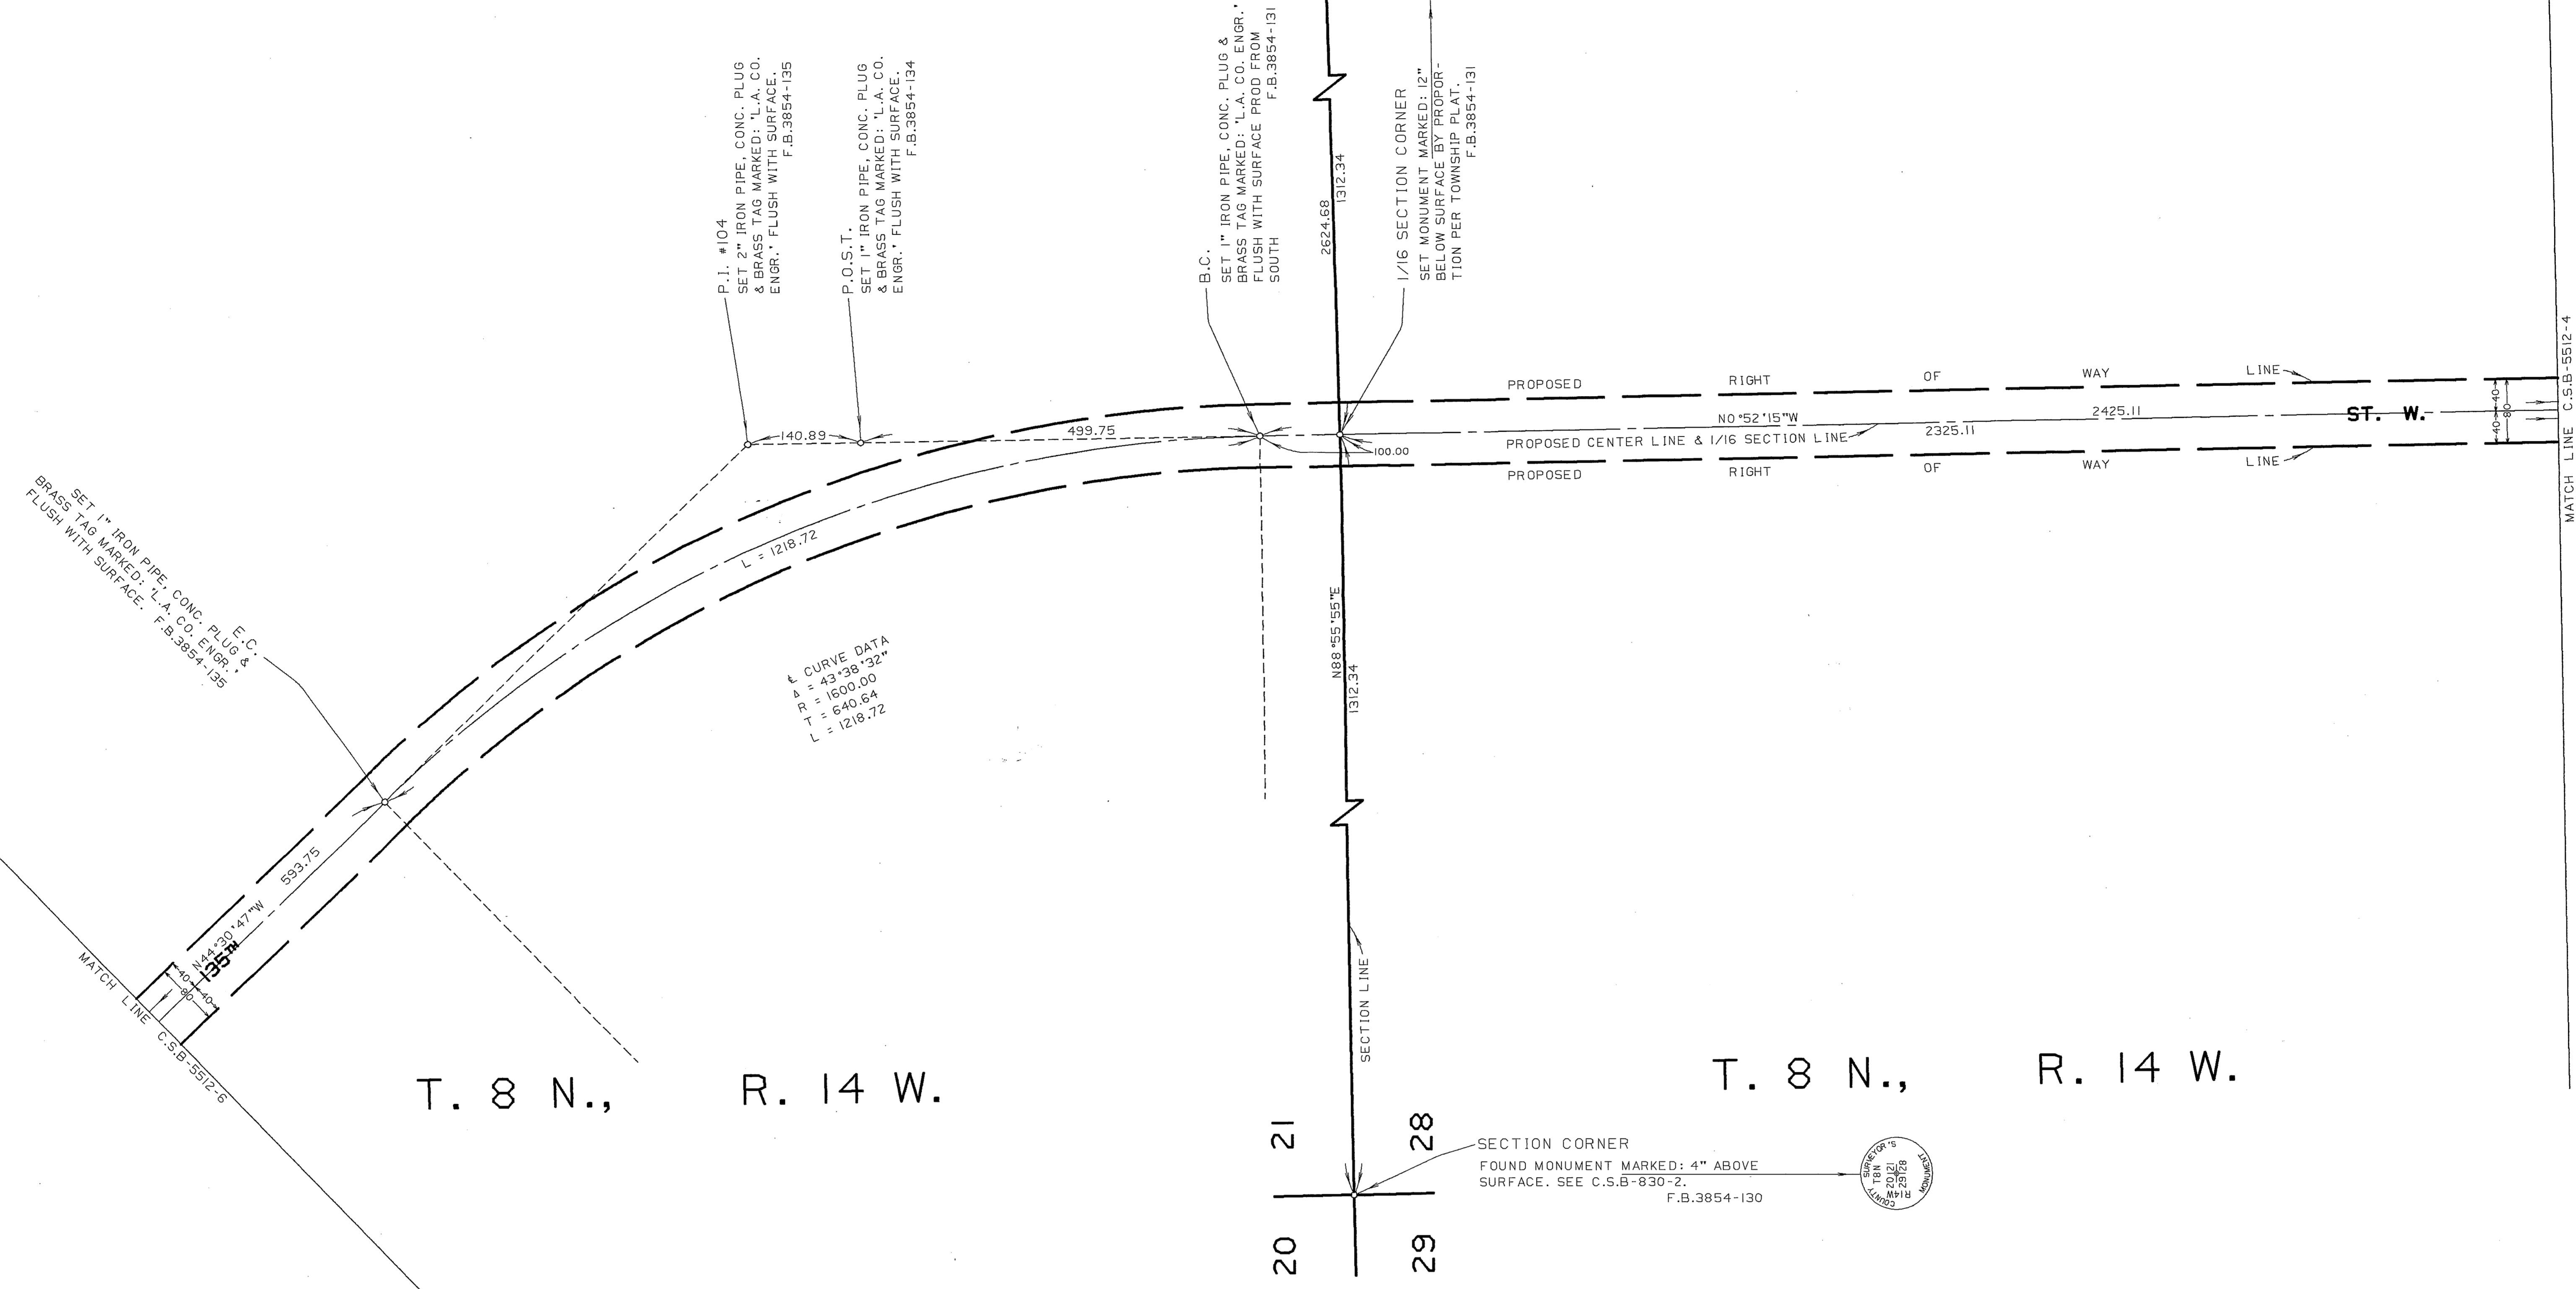 P.I. #104
SET 2" IRON PIPE, CONC. PLUG
& BRASS TAG MARKED: 'L.A. CO.
ENGR.' FLUSH WITH SURFACE.
F.B.3854-135
P.O.S.T.
SET 1" IRON PIPE, CONC. PLUG
& BRASS TAG MARKED: 'L.A. CO.
ENGR.' FLUSH WITH SURFACE.
F.B.3854-134
B.C.
SET 1" IRON PIPE, CONC. PLUG &
BRASS TAG MARKED: 'L.A. CO. ENGR.'
FLUSH WITH SURFACE PROD FROM
SOUTH F.B.3854-131
2624.68
1312.34
1/16 SECTION CORNER
SET MONUMENT MARKED: 12"
BELOW SURFACE BY PROPOR-
TION PER TOWNSHIP PLAT.
F.B.3854-131
PROPOSED RIGHT OF WAY LINE
N0°52'15"W
2425.11
ST. W.
PROPOSED CENTER LINE & 1/16 SECTION LINE
2325.11
100.00
PROPOSED RIGHT OF WAY LINE
40
40
80
MATCH LINE C.S.B-5512-4
140.89
499.75
L = 1218.72
E.C.
SET 1" IRON PIPE, CONC. PLUG &
BRASS TAG MARKED: 'L.A. CO. ENGR.'
FLUSH WITH SURFACE. F.B.3854-135
℄ CURVE DATA
Δ = 43°38'32"
R = 1600.00
T = 640.64
L = 1218.72
N88°55'55"E
1312.34
593.75
N44°30'47"W
135TH
40
40
80
MATCH LINE C.S.B-5512-6
SECTION LINE
T. 8 N., R. 14 W.
T. 8 N., R. 14 W.
21
28
20
29
SECTION CORNER
FOUND MONUMENT MARKED: 4" ABOVE
SURFACE. SEE C.S.B-830-2.
F.B.3854-130
COUNTY SURVEYOR'S MONUMENT
T8N
20 21
29 28
R14W